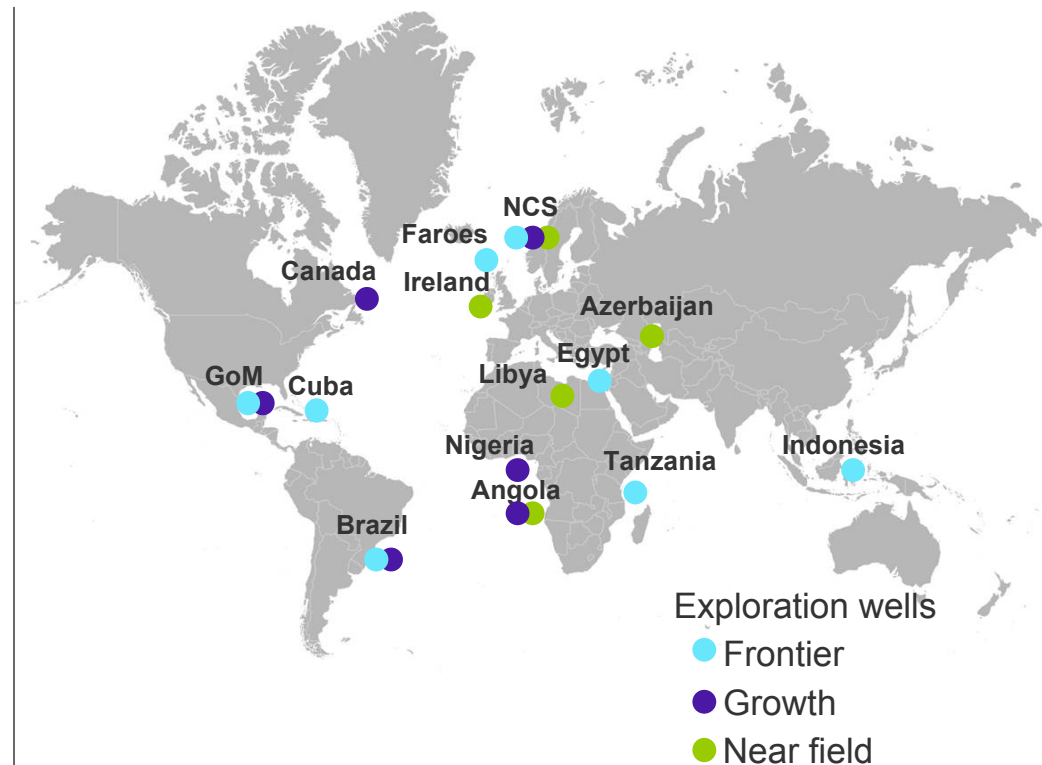 NCS
Faroes
Canada
Ireland
Azerbaijan
Egypt
GoM
Cuba
Libya
Nigeria
Tanzania
Indonesia
Angola
Brazil
Exploration wells
Frontier
Growth
Near field